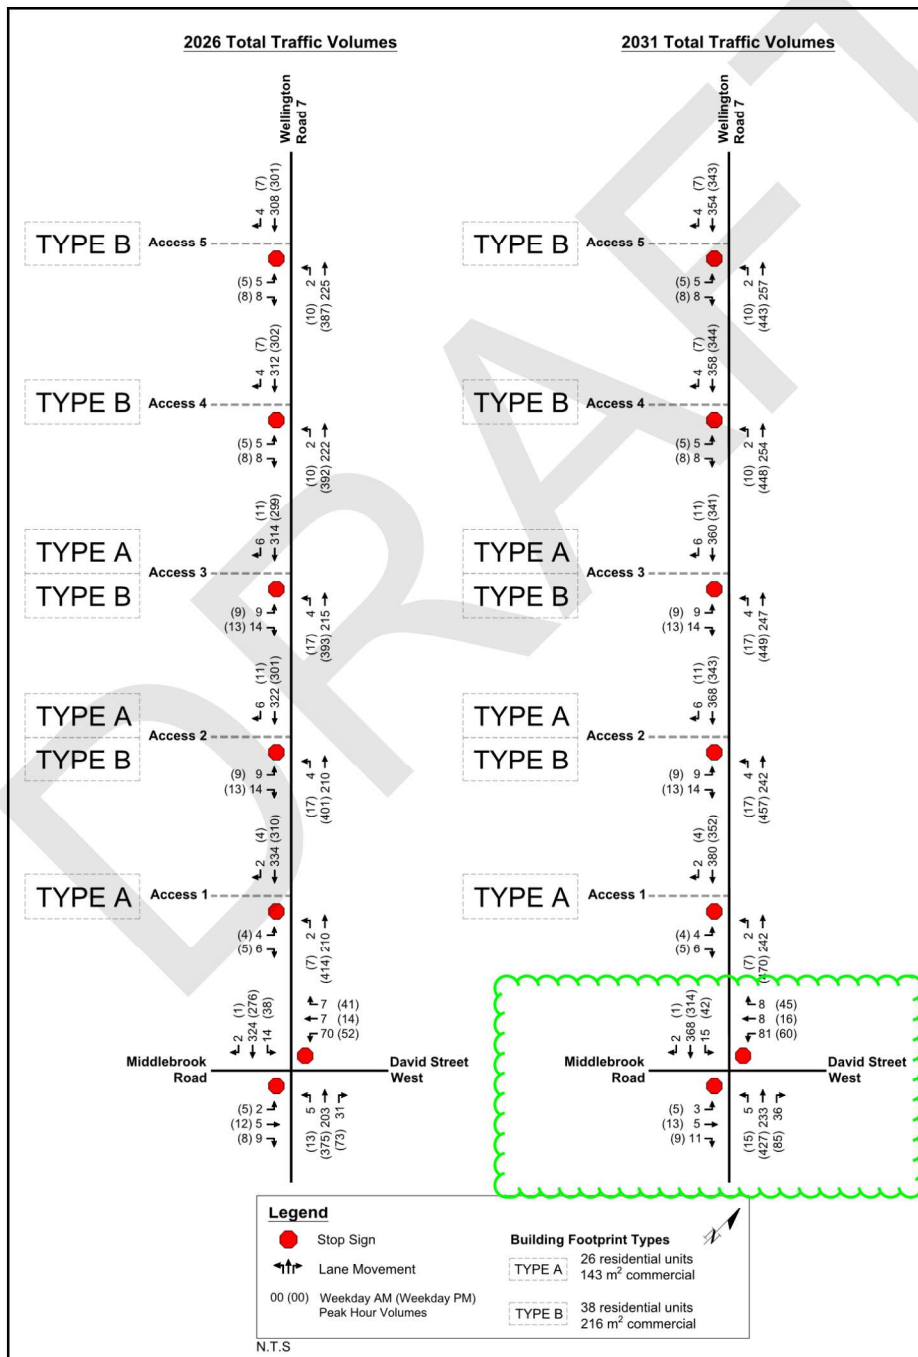 2026 Total Traffic Volumes
Wellington
Road 7
4 (7)
308 (301)
TYPE B
Access 5
(5) 5
(8) 8
(10) 2
(387) 225
4 (7)
312 (302)
TYPE B
Access 4
(5) 5
(8) 8
(10) 2
(392) 222
6 (11)
314 (299)
TYPE A
Access 3
TYPE B
(9) 9
(13) 14
(17) 4
(393) 215
6 (11)
322 (301)
TYPE A
Access 2
TYPE B
(9) 9
(13) 14
(17) 4
(401) 210
2 (4)
334 (310)
TYPE A
Access 1
(4) 4
(5) 6
(7) 2
(414) 210
2 (1)
324 (276)
14 (38)
7 (41)
7 (14)
70 (52)
Middlebrook
Road
David Street
West
(5) 2
(12) 5
(8) 9
(13) 5
(375) 203
(73) 31
2031 Total Traffic Volumes
Wellington
Road 7
4 (7)
354 (343)
TYPE B
Access 5
(5) 5
(8) 8
(10) 2
(443) 257
4 (7)
358 (344)
TYPE B
Access 4
(5) 5
(8) 8
(10) 2
(448) 254
6 (11)
360 (341)
TYPE A
Access 3
TYPE B
(9) 9
(13) 14
(17) 4
(449) 247
6 (11)
368 (343)
TYPE A
Access 2
TYPE B
(9) 9
(13) 14
(17) 4
(457) 242
2 (4)
380 (352)
TYPE A
Access 1
(4) 4
(5) 6
(7) 2
(470) 242
2 (1)
368 (314)
15 (42)
8 (45)
8 (16)
81 (60)
Middlebrook
Road
David Street
West
(5) 3
(13) 5
(9) 11
(15) 5
(427) 233
(85) 36
Legend
Stop Sign
Lane Movement
00 (00) Weekday AM (Weekday PM)
Peak Hour Volumes
Building Footprint Types
TYPE A
26 residential units
143 m² commercial
TYPE B
38 residential units
216 m² commercial
N.T.S
DRAFT